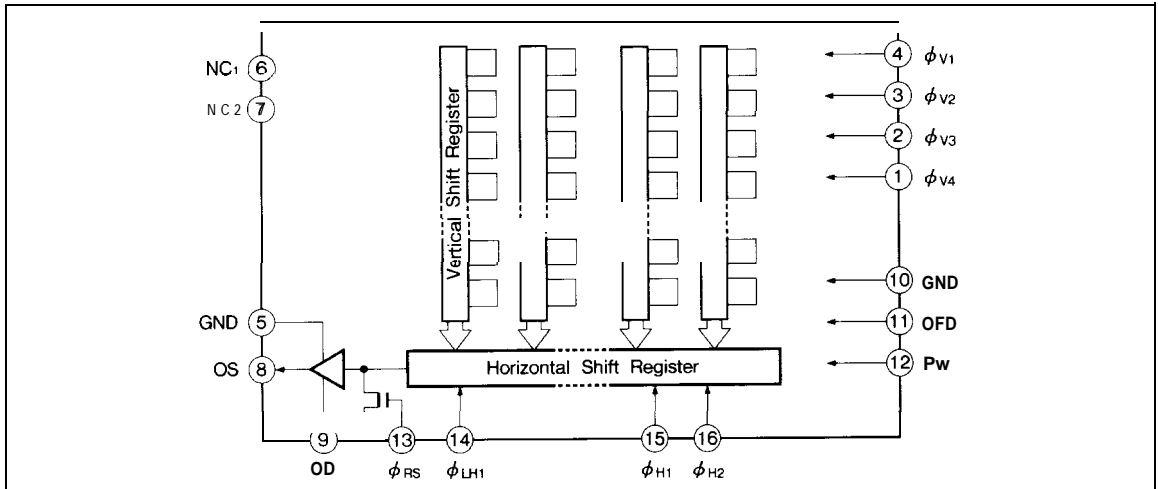 NC1 6
NC2 7
4 ϕV1
3 ϕV2
2 ϕV3
1 ϕV4
Vertical Shift Register
10 GND
11 OFD
12 Pw
GND 5
OS 8
Horizontal Shift Register
9 13 14 15 16
OD ϕRS ϕLH1 ϕH1 ϕH2